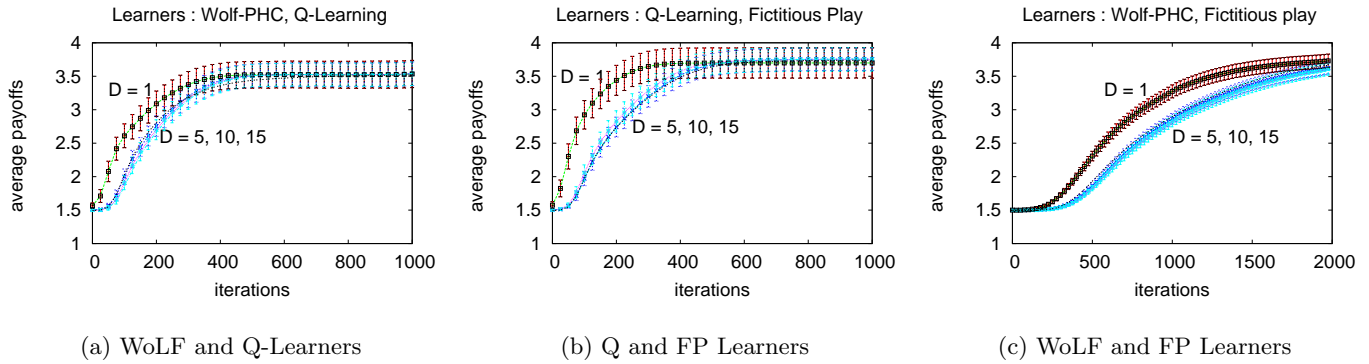 Learners : Wolf-PHC, Q-Learning
4
3.5
3
2.5
2
1.5
1
average payoffs
D = 1
D = 5, 10, 15
0 200 400 600 800 1000
iterations
(a) WoLF and Q-Learners
Learners : Q-Learning, Fictitious Play
4
3.5
3
2.5
2
1.5
1
average payoffs
D = 1
D = 5, 10, 15
0 200 400 600 800 1000
iterations
(b) Q and FP Learners
Learners : Wolf-PHC, Fictitious play
4
3.5
3
2.5
2
1.5
1
average payoffs
D = 1
D = 5, 10, 15
0 500 1000 1500 2000
iterations
(c) WoLF and FP Learners